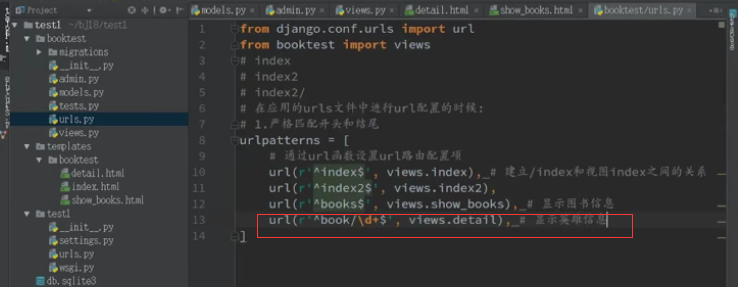 Project
models.py
admin.py
views.py
detail.html
show_books.html
booktest/urls.py
test1 ~/bj18/test1
booktest
migrations
__init__.py
admin.py
models.py
tests.py
urls.py
views.py
templates
booktest
detail.html
index.html
show_books.html
test1
__init__.py
settings.py
urls.py
wsgi.py
db.sqlite3
1 from django.conf.urls import url
2 from booktest import views
3 # index
4 # index2
5 # index2/
6 # 在应用的urls文件中进行url配置的时候:
7 # 1.严格匹配开头和结尾
8 urlpatterns = [
9 # 通过url函数设置url路由配置项
10 url(r'^index$', views.index), # 建立/index和视图index之间的关系
11 url(r'^index2$', views.index2),
12 url(r'^books$', views.show_books), # 显示图书信息
13 url(r'^book/\d+$', views.detail), # 显示英雄信息
14 ]